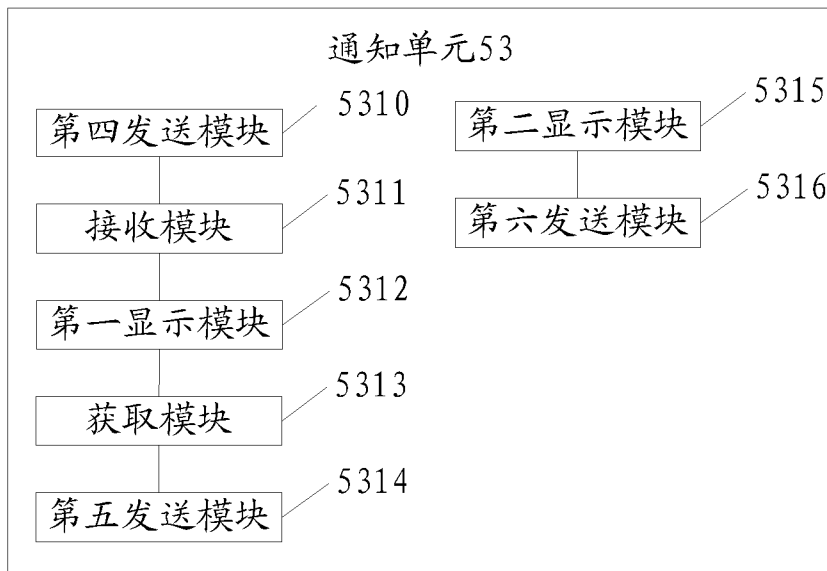 通知单元53
第四发送模块
5310
接收模块
5311
第一显示模块
5312
获取模块
5313
第五发送模块
5314
第二显示模块
5315
第六发送模块
5316